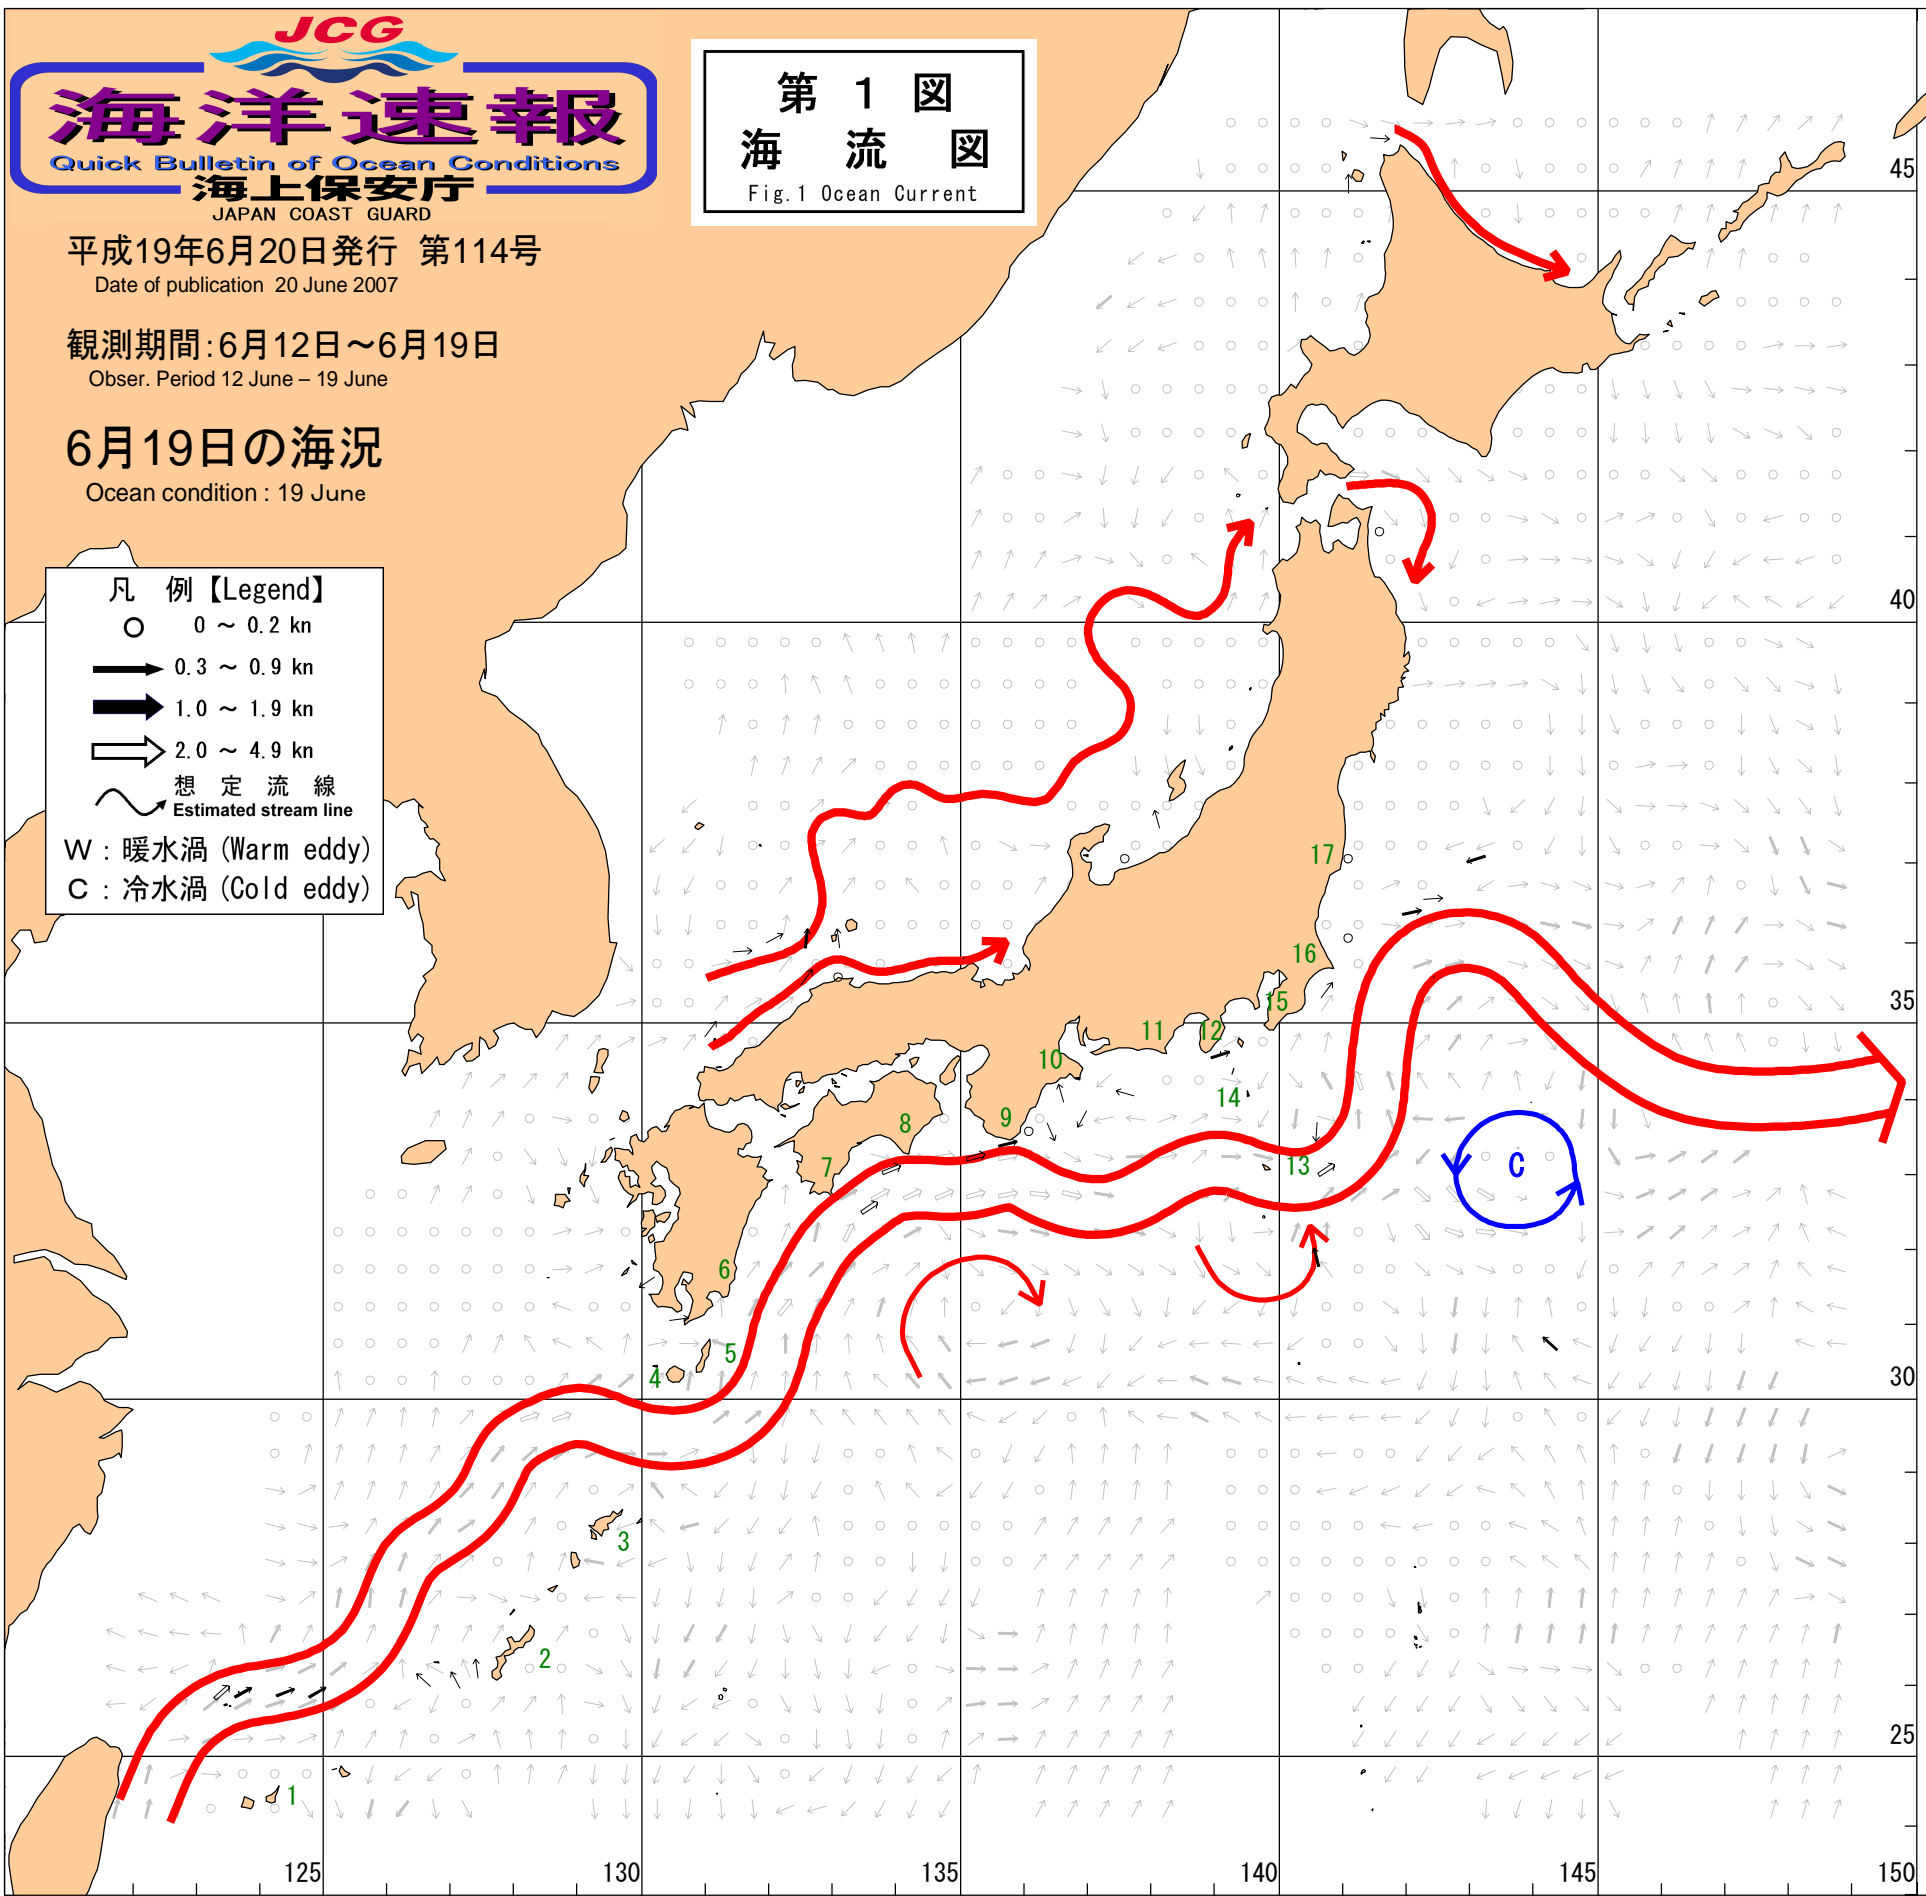 JCG
海洋速報
Quick Bulletin of Ocean Conditions
海上保安庁
JAPAN COAST GUARD
平成19年6月20日発行 第114号
Date of publication 20 June 2007
観測期間:6月12日～6月19日
Obser. Period 12 June – 19 June
6月19日の海況
Ocean condition : 19 June
第 1 図
海 流 図
Fig.1 Ocean Current
凡 例【Legend】
0 ～ 0.2 kn
0.3 ～ 0.9 kn
1.0 ～ 1.9 kn
2.0 ～ 4.9 kn
想 定 流 線
Estimated stream line
W : 暖水渦 (Warm eddy)
C : 冷水渦 (Cold eddy)
45
40
35
30
25
17
16
15
12
11
10
14
9
8
13
C
7
6
5
4
3
2
1
125
130
135
140
145
150